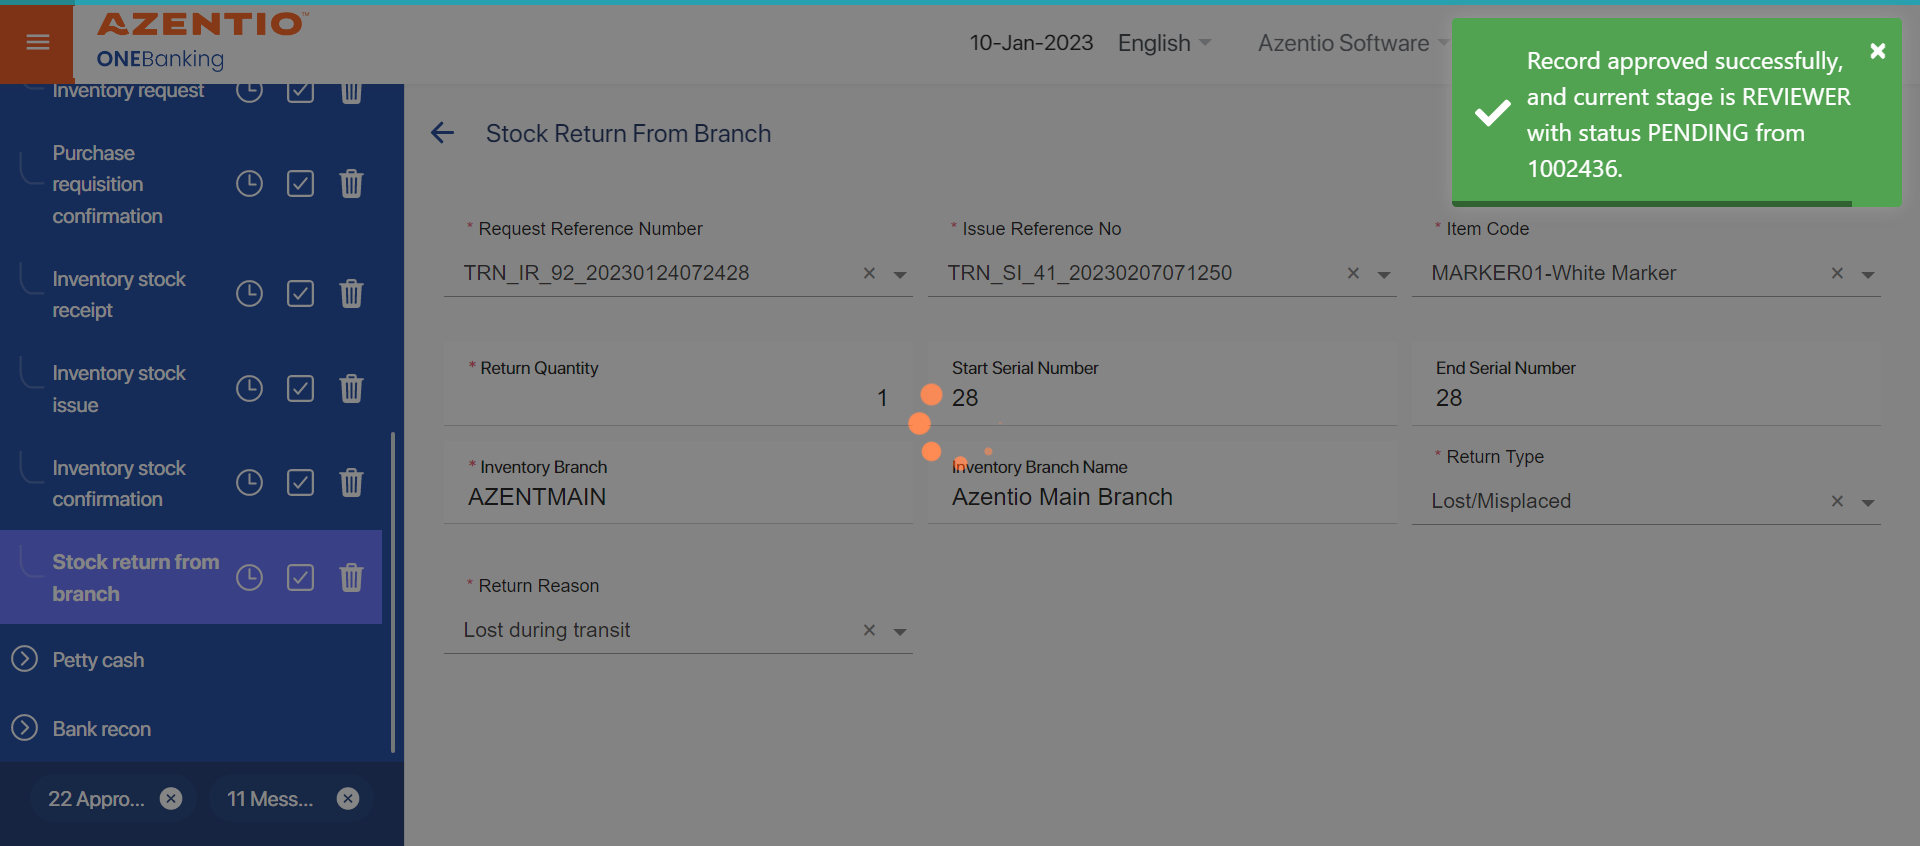 AZENTIO™
ONEBanking
10-Jan-2023
English
Azentio Software
Record approved successfully,
and current stage is REVIEWER
with status PENDING from
1002436.
Inventory request
Purchase
requisition
confirmation
Inventory stock
receipt
Inventory stock
issue
Inventory stock
confirmation
Stock return from
branch
Petty cash
Bank recon
22 Appro...
11 Mess...
Stock Return From Branch
* Request Reference Number
TRN_IR_92_20230124072428
* Issue Reference No
TRN_SI_41_20230207071250
* Item Code
MARKER01-White Marker
* Return Quantity
1
Start Serial Number
28
End Serial Number
28
* Inventory Branch
AZENTMAIN
Inventory Branch Name
Azentio Main Branch
* Return Type
Lost/Misplaced
* Return Reason
Lost during transit